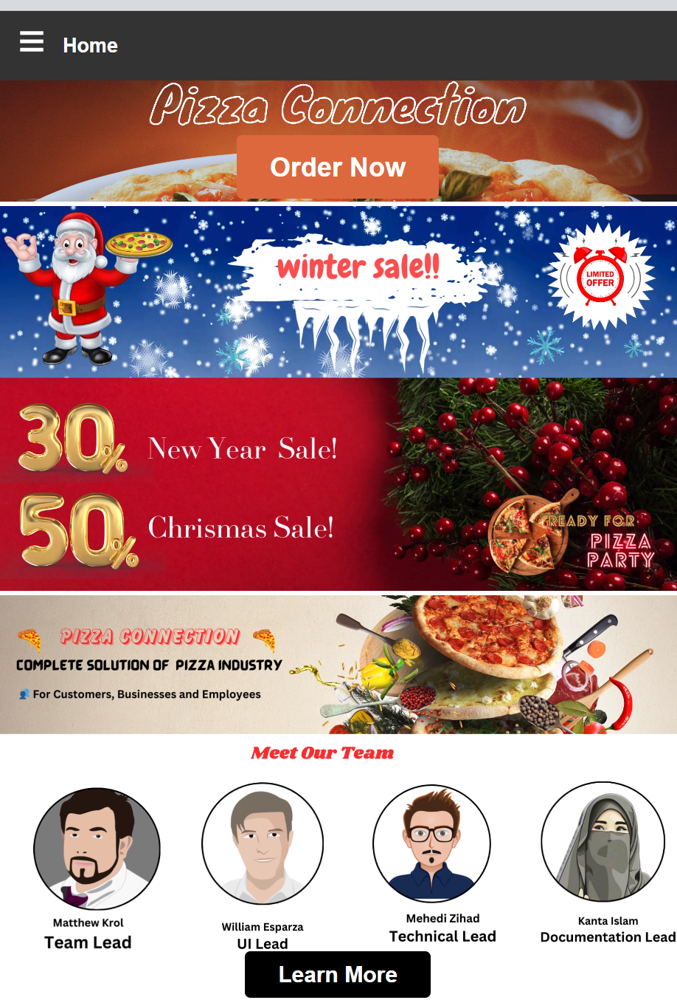 Home
Pizza Connection
Order Now
winter sale!!
LIMITED
OFFER
30%
New Year Sale!
50%
Chrismas Sale!
READY FOR
PIZZA
PARTY
PIZZA CONNECTION
COMPLETE SOLUTION OF PIZZA INDUSTRY
For Customers, Businesses and Employees
Meet Our Team
Matthew Krol
Team Lead
William Esparza
UI Lead
Mehedi Zihad
Technical Lead
Kanta Islam
Documentation Lead
Learn More